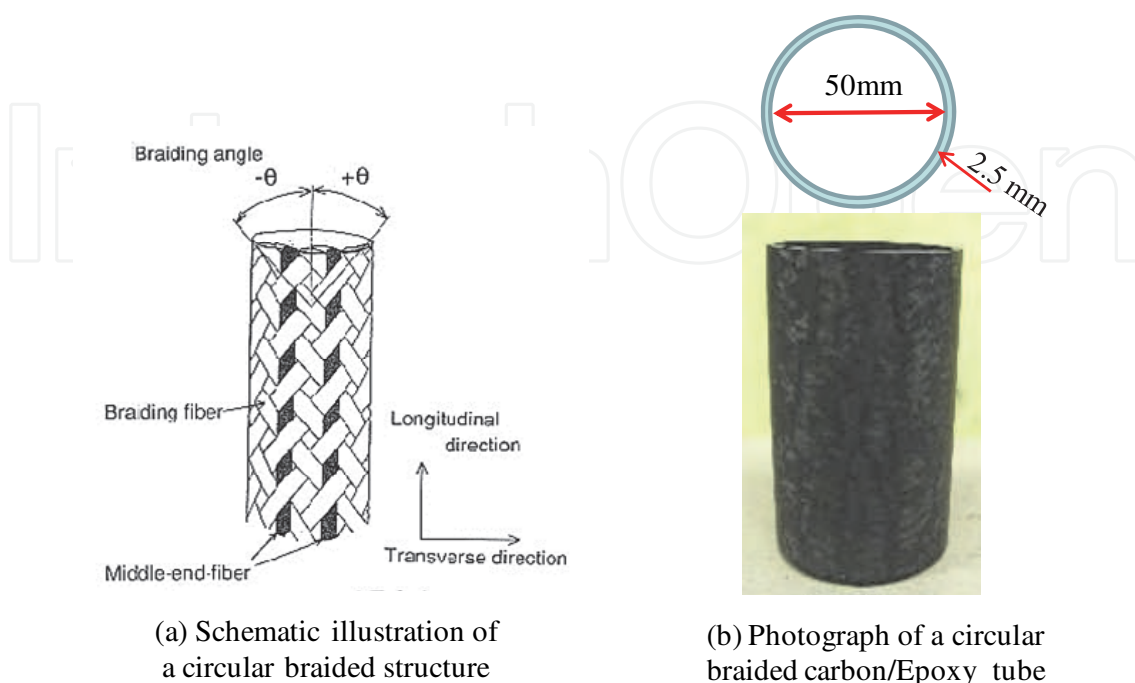 Braiding angle
-θ
+θ
Braiding fiber
Longitudinal
direction
Transverse direction
Middle-end-fiber
(a) Schematic illustration of
a circular braided structure
50mm
2.5 mm
(b) Photograph of a circular
braided carbon/Epoxy tube